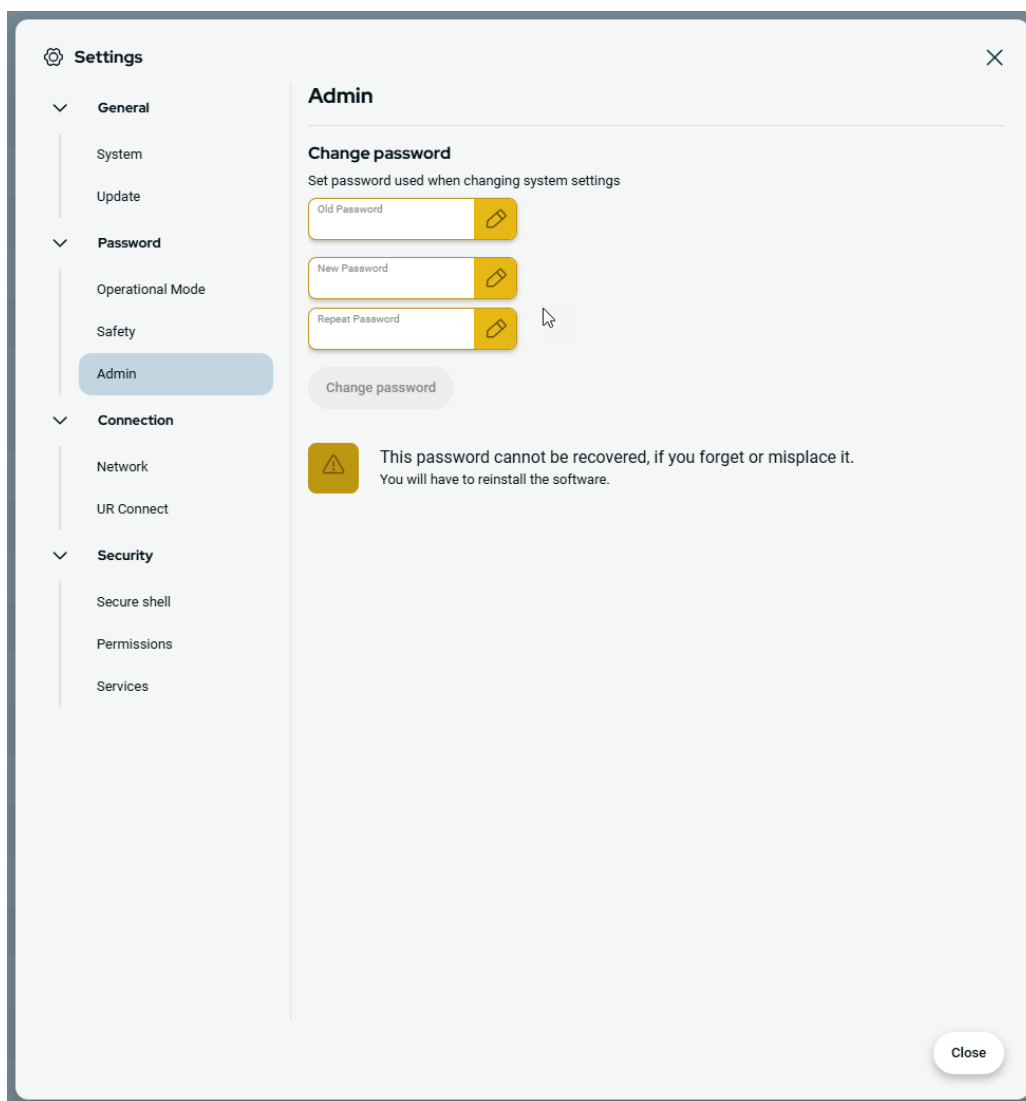 Settings
General
System
Update
Password
Operational Mode
Safety
Admin
Connection
Network
UR Connect
Security
Secure shell
Permissions
Services
Admin
Change password
Set password used when changing system settings
Old Password
New Password
Repeat Password
Change password
This password cannot be recovered, if you forget or misplace it.
You will have to reinstall the software.
Close